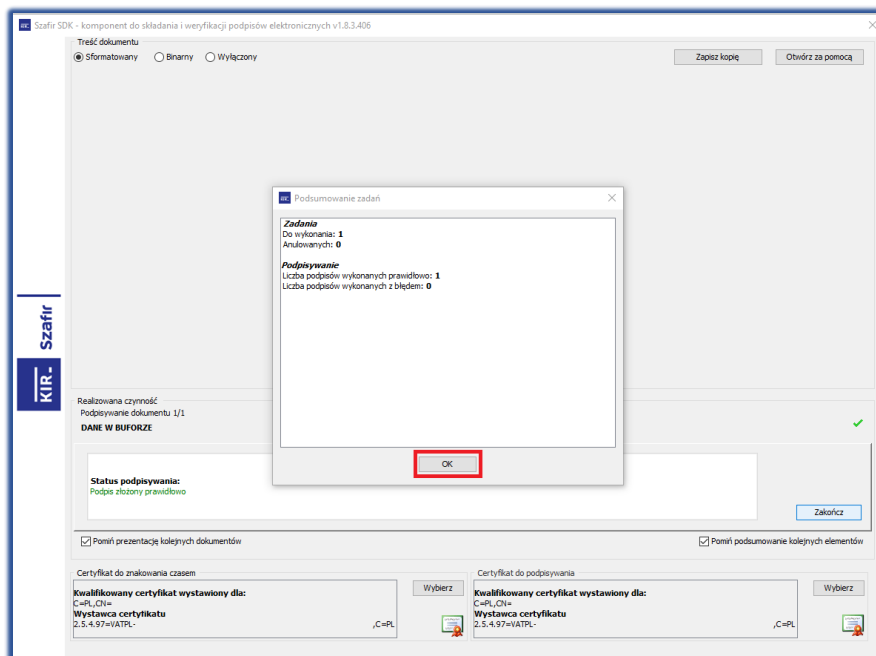 KIR Szafir SDK - komponent do składania i weryfikacji podpisów elektronicznych v1.8.3.406
Treść dokumentu
Sformatowany Binarny Wyłączony Zapisz kopię Otwórz za pomocą
KIR Podsumowanie zadań
Zadania
Do wykonania: 1
Anulowanych: 0
Podpisywanie
Liczba podpisów wykonanych prawidłowo: 1
Liczba podpisów wykonanych z błędem: 0
OK
KIR Szafir
Realizowana czynność
Podpisywanie dokumentu 1/1
DANE W BUFORZE
Status podpisywania:
Podpis złożony prawidłowo
Zakończ
Pomiń prezentację kolejnych dokumentów Pomiń podsumowanie kolejnych elementów
Certyfikat do znakowania czasem
Kwalifikowany certyfikat wystawiony dla:
C=PL,CN=
Wystawca certyfikatu
2.5.4.97=VATPL- ,C=PL
Wybierz
Certyfikat do podpisywania
Kwalifikowany certyfikat wystawiony dla:
C=PL,CN=
Wystawca certyfikatu
2.5.4.97=VATPL- ,C=PL
Wybierz